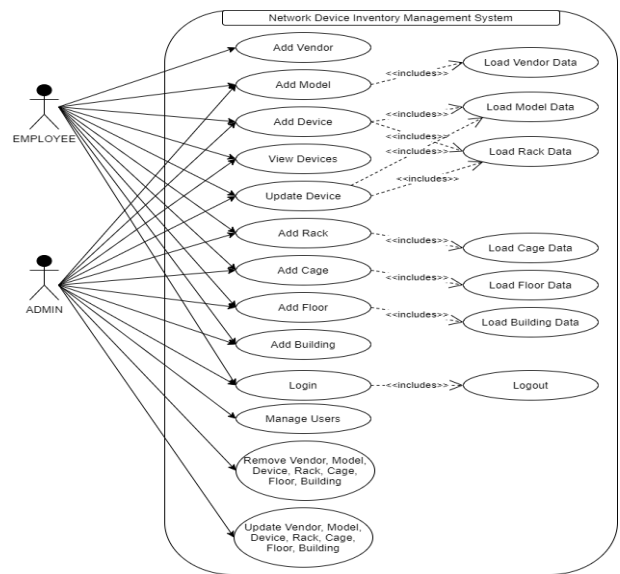 Network Device Inventory Management System
Add Vendor
Load Vendor Data
<<includes>>
Add Model
EMPLOYEE
Load Model Data
<<includes>>
Add Device
<<includes>>
Load Rack Data
<<includes>>
View Devices
<<includes>>
Update Device
Add Rack
<<includes>>
Load Cage Data
Add Cage
<<includes>>
Load Floor Data
ADMIN
Add Floor
<<includes>>
Load Building Data
Add Building
Login
<<includes>>
Logout
Manage Users
Remove Vendor, Model,
Device, Rack, Cage,
Floor, Building
Update Vendor, Model,
Device, Rack, Cage,
Floor, Building